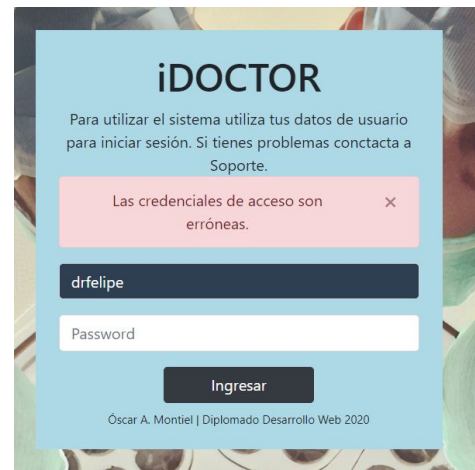 iDOCTOR
Para utilizar el sistema utiliza tus datos de usuario
para iniciar sesión. Si tienes problemas conctacta a
Soporte.
Las credenciales de acceso son
erróneas.
×
drfelipe
Password
Ingresar
Óscar A. Montiel | Diplomado Desarrollo Web 2020